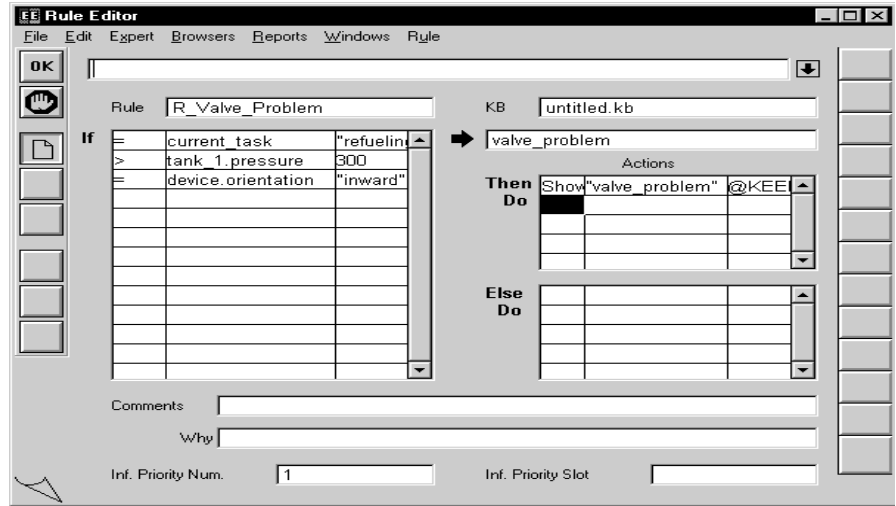 EE Rule Editor
File Edit Expert Browsers Reports Windows Rule
OK
Rule R_Valve_Problem KB untitled.kb
If = current_task "refueling valve_problem
> tank_1.pressure 300
= device.orientation "inward"
Actions
Then Do Show "valve_problem" @KEE
Else Do
Comments
Why
Inf. Priority Num. 1 Inf. Priority Slot